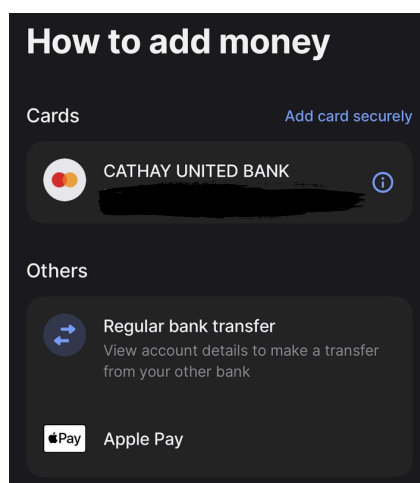 How to add money
Cards
Add card securely
CATHAY UNITED BANK
Others
Regular bank transfer
View account details to make a transfer
from your other bank
Pay
Apple Pay